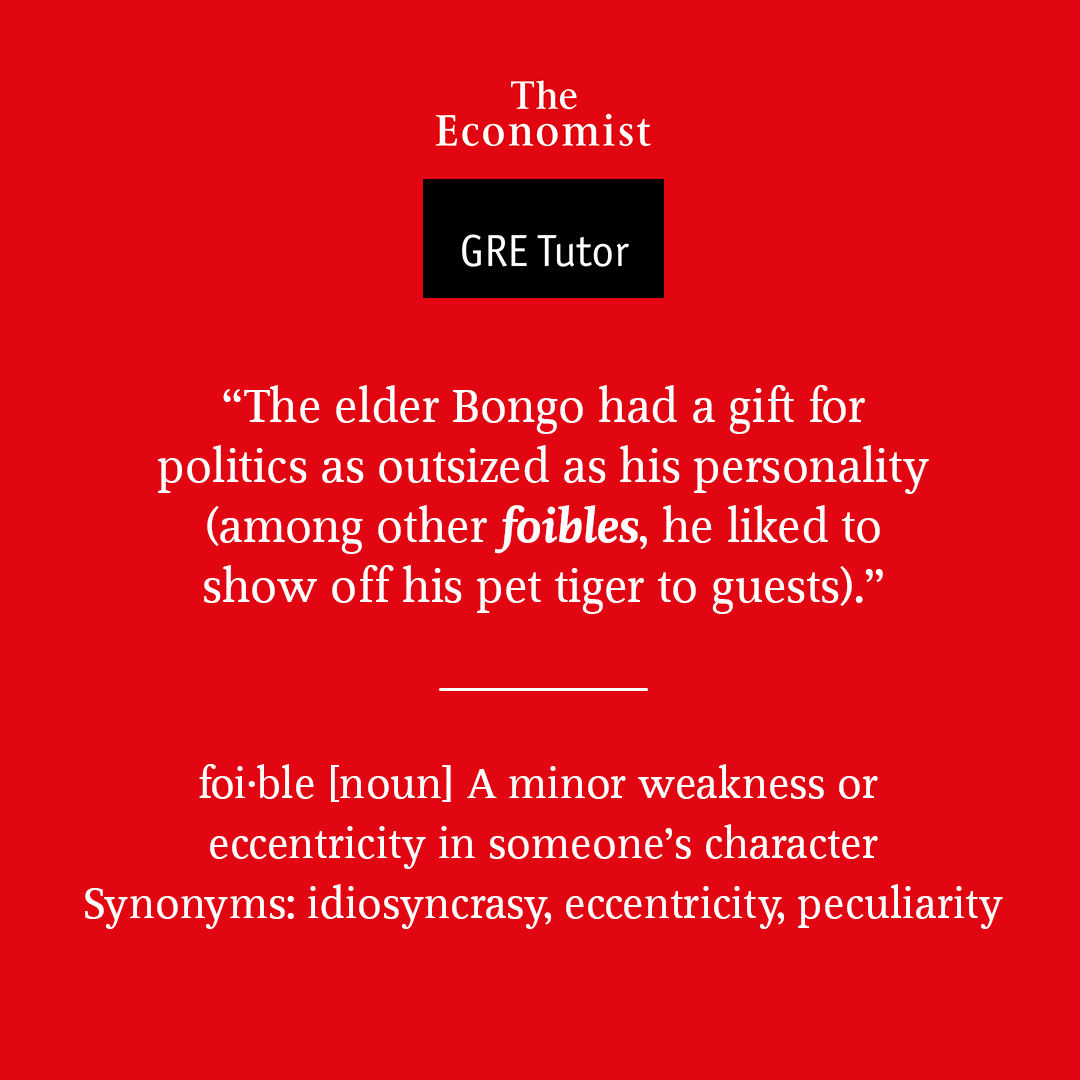 The
Economist
GRE Tutor
“The elder Bongo had a gift for
politics as outsized as his personality
(among other foibles, he liked to
show off his pet tiger to guests).”
foi·ble [noun] A minor weakness or
eccentricity in someone’s character
Synonyms: idiosyncrasy, eccentricity, peculiarity